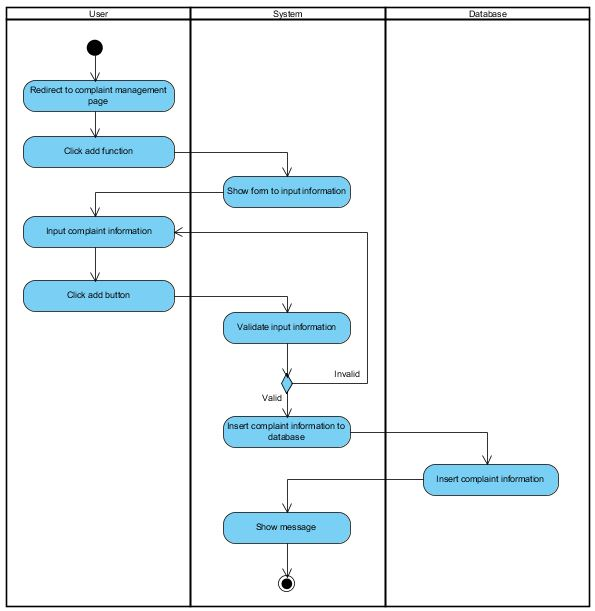 User
System
Database
Redirect to complaint management
page
Click add function
Show form to input information
Input complaint information
Click add button
Validate input information
Invalid
Valid
Insert complaint information to
database
Insert complaint information
Show message